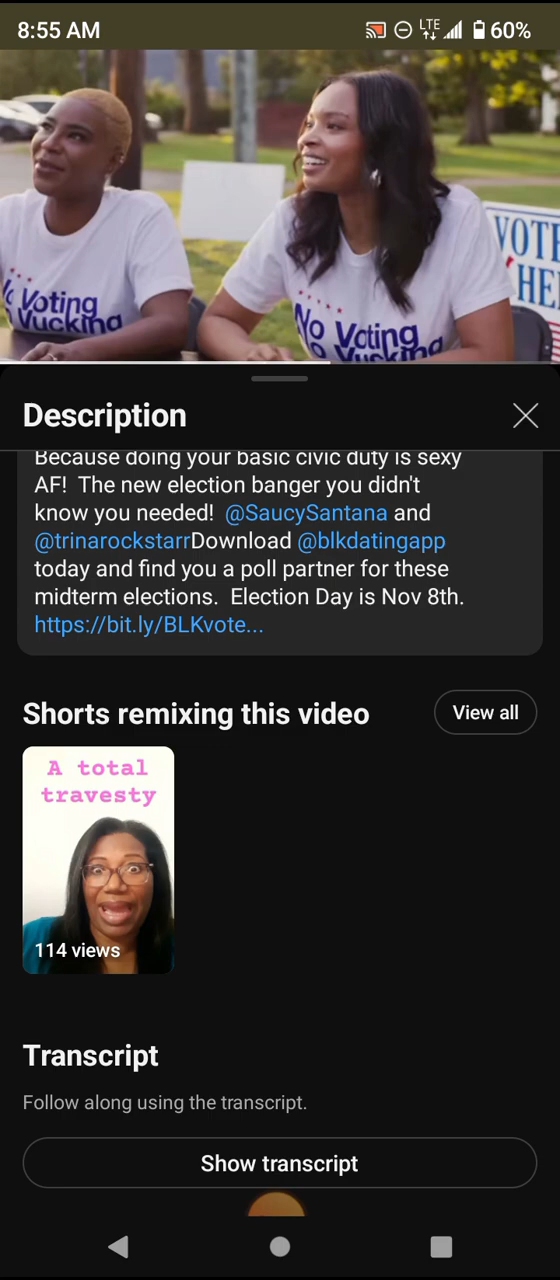 8:55 AM
LTE
60%
No Voting
Vucking
No Voting
No Vucking
VOTE
HE
Description
Because doing your basic civic duty is sexy
AF!  The new election banger you didn't
know you needed!  @SaucySantana and
@trinarockstarrDownload @blkdatingapp
today and find you a poll partner for these
midterm elections.  Election Day is Nov 8th.
https://bit.ly/BLKvote...
Shorts remixing this video
View all
A total
travesty
114 views
Transcript
Follow along using the transcript.
Show transcript